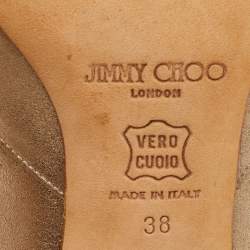 JIMMY CHOO
LONDON
VERO
CUOIO
MADE IN ITALY
38